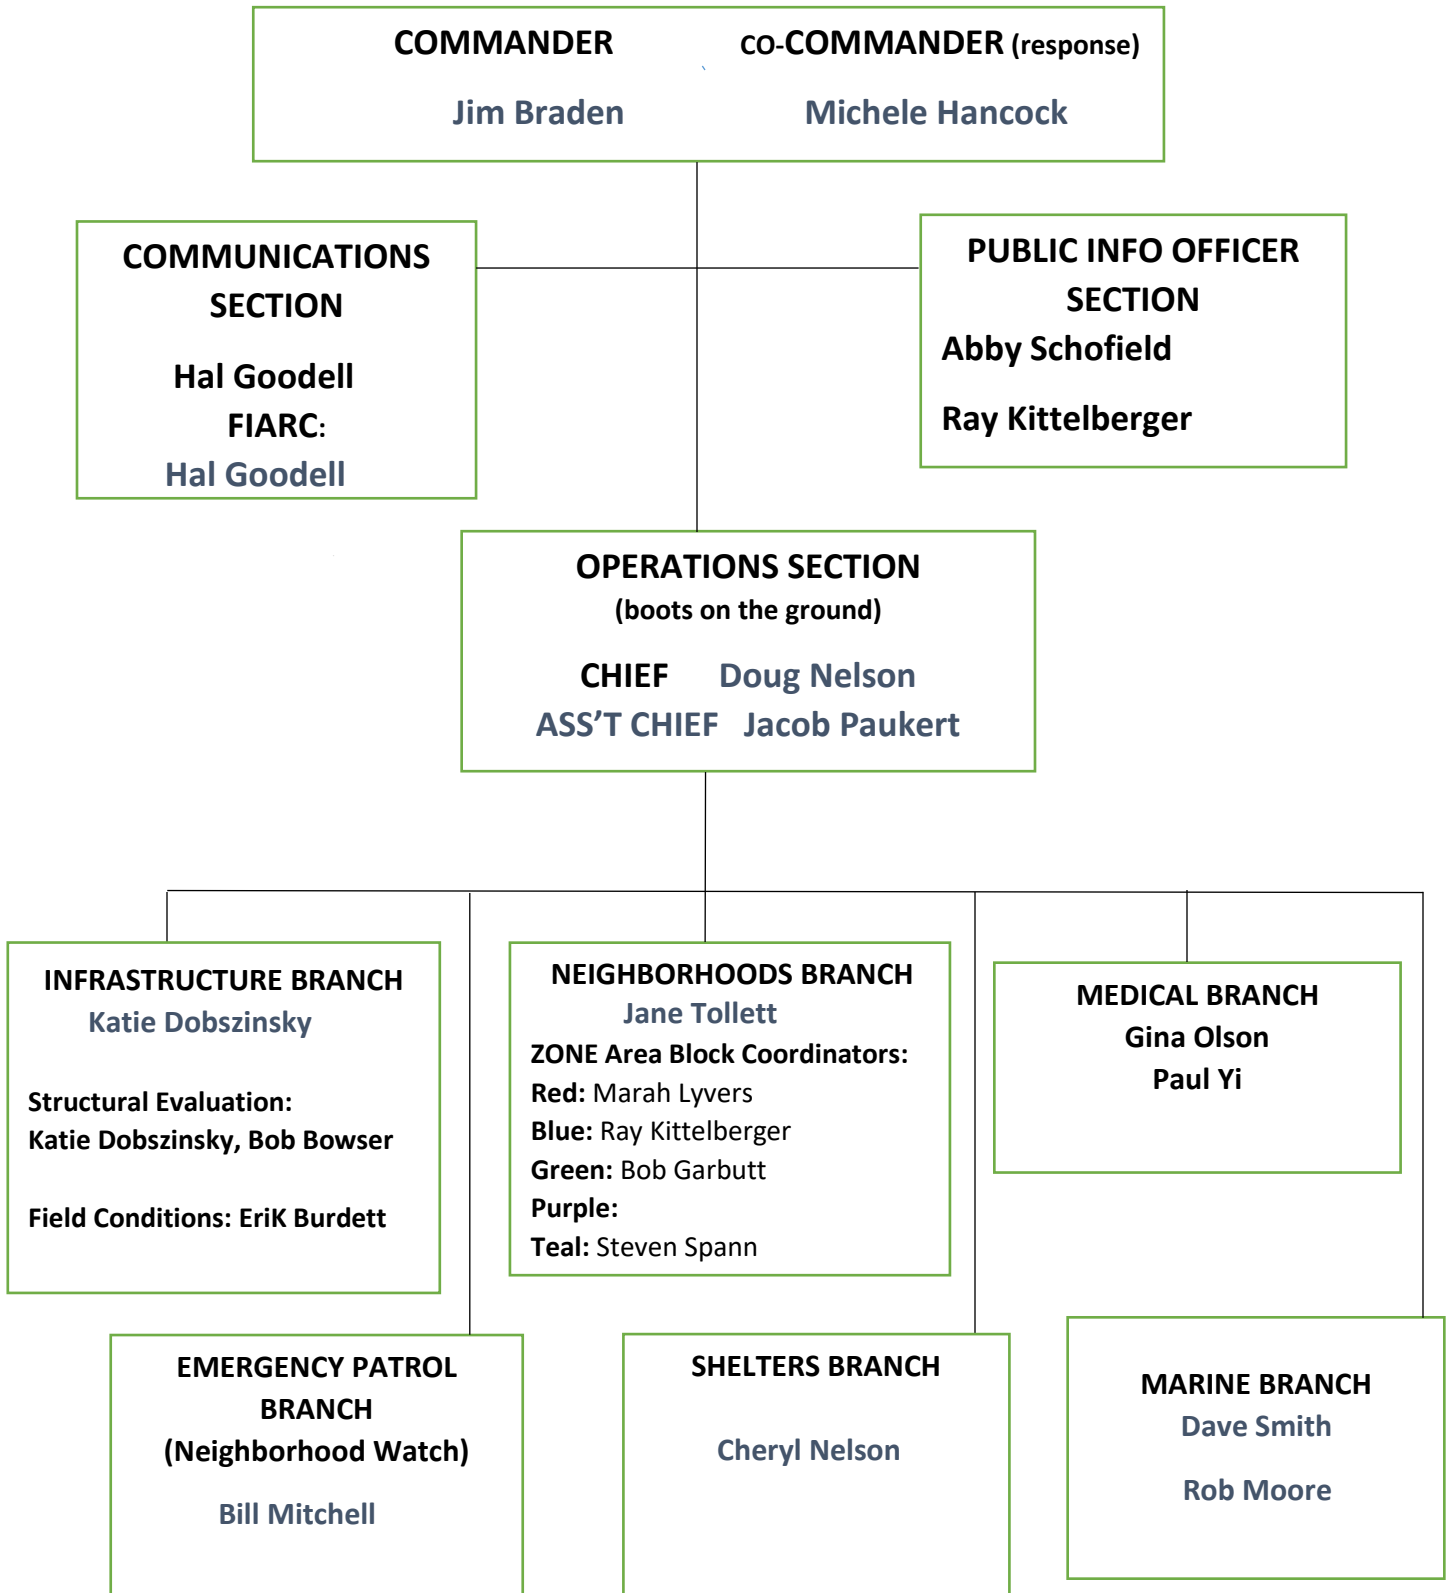 COMMANDER CO-COMMANDER (response)
Jim Braden Michele Hancock
COMMUNICATIONS
SECTION
Hal Goodell
FIARC:
Hal Goodell
PUBLIC INFO OFFICER
SECTION
Abby Schofield
Ray Kittelberger
OPERATIONS SECTION
(boots on the ground)
CHIEF Doug Nelson
ASS’T CHIEF Jacob Paukert
INFRASTRUCTURE BRANCH
Katie Dobszinsky
Structural Evaluation:
Katie Dobszinsky, Bob Bowser
Field Conditions: EriK Burdett
NEIGHBORHOODS BRANCH
Jane Tollett
ZONE Area Block Coordinators:
Red: Marah Lyvers
Blue: Ray Kittelberger
Green: Bob Garbutt
Purple:
Teal: Steven Spann
MEDICAL BRANCH
Gina Olson
Paul Yi
EMERGENCY PATROL
BRANCH
(Neighborhood Watch)
Bill Mitchell
SHELTERS BRANCH
Cheryl Nelson
MARINE BRANCH
Dave Smith
Rob Moore